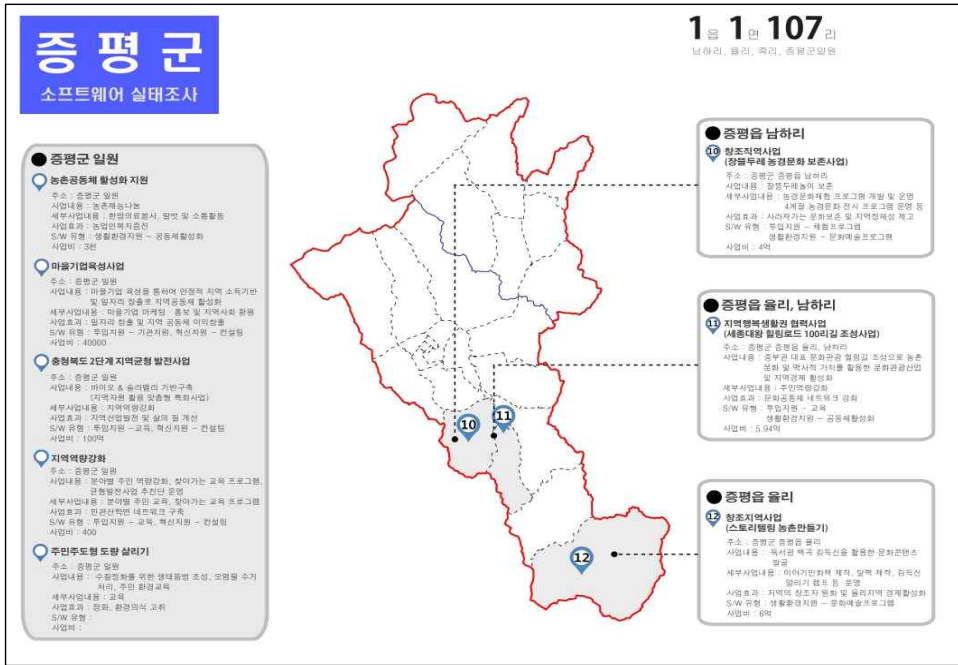 증평군
소프트웨어 실태조사
1읍 1면 107리
남하리, 율리, 죽리, 증평군일원
증평군 일원
농촌공동체 활성화 지원
주소 : 증평군 일원
사업내용 : 농촌재능나눔
세부사업내용 : 한방의료봉사, 말벗 및 소통활동
사업효과 : 농업인복지증진
S/W 유형 : 생활환경지원 – 공동체활성화
사업비 : 3천
마을기업육성사업
주소 : 증평군 일원
사업내용 : 마을기업 육성을 통하여 안정적 지역 소득기반
및 일자리 창출로 지역공동체 활성화
세부사업내용 : 마을기업 마케팅·홍보 및 지역사회 환원
사업효과 : 일자리 창출 및 지역 공동체 이익창출
S/W 유형 : 투입지원 – 기관지원, 혁신지원 – 컨설팅
사업비 : 40000
충청북도 2단계 지역균형 발전사업
주소 : 증평군 일원
사업내용 : 바이오 & 솔라밸리 기반구축
(지역자원 활용 맞춤형 특화사업)
세부사업내용 : 지역역량강화
사업효과 : 지역산업발전 및 삶의 질 개선
S/W 유형 : 투입지원 –교육, 혁신지원 – 컨설팅
사업비 : 100억
지역역량강화
주소 : 증평군 일원
사업내용 : 분야별 주민 역량강화, 찾아가는 교육 프로그램,
균형발전사업 추진단 운영
세부사업내용 : 분야별 주민 교육, 찾아가는 교육 프로그램
사업효과 : 민관산학연 네트워크 구축
S/W 유형 : 투입지원 – 교육, 혁신지원 – 컨설팅
사업비 : 400
주민주도형 도랑 살리기
주소 : 증평군 일원
사업내용 : 수질정화를 위한 생태둠벙 조성, 오염물 수거
처리, 주민 환경교육
세부사업내용 : 교육
사업효과 : 정화, 환경의식 고취
S/W 유형 :
사업비 :
10
11
12
증평읍 남하리
10 창조직역사업
(장뜰두레 농경문화 보존사업)
주소 : 증평군 증평읍 남하리
사업내용 : 장뜰두레놀이 보존
세부사업내용 : 농경문화체험 프로그램 개발 및 운영
4계절 농경문화 전시 프로그램 운영 등
사업효과 : 사라져가는 문화보존 및 지역정체성 제고
S/W 유형 : 투입지원 – 체험프로그램
생활환경지원 – 문화예술프로그램
사업비 : 4억
증평읍 율리, 남하리
11 지역행복생활권 협력사업
(세종대왕 힐링로드 100리길 조성사업)
주소 : 증평군 증평읍 율리, 남하리
사업내용 : 중부권 대표 문화관광 힐링길 조성으로 농촌
문화 및 역사적 가치를 활용한 문화관광산업
및 지역경제 활성화
세부사업내용 : 주민역량강화
사업효과 : 문화공동체 네트워크 강화
S/W 유형 : 투입지원 – 교육
생활환경지원 – 공동체활성화
사업비 : 5.94억
증평읍 율리
12 창조지역사업
(스토리텔링 농촌만들기)
주소 : 증평군 증평읍 율리
사업내용 : 독서광 백곡 김득신을 활용한 문화콘텐츠
발굴
세부사업내용 : 이야기만화책 제작, 달력 제작, 김득신
알리기 캠프 등 운영
사업효과 : 지역의 창조자 원화 및 율리지역 경제활성화
S/W 유형 : 생활환경지원 – 문화예술프로그램
사업비 : 6억